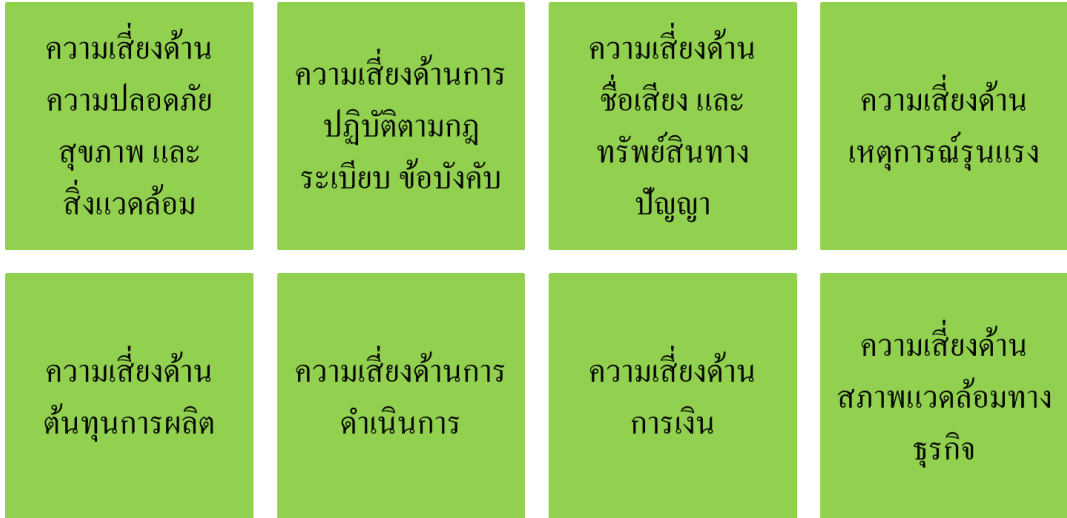 ความเสี่ยงด้าน
ความปลอดภัย
สุขภาพ และ
สิ่งแวดล้อม
ความเสี่ยงด้านการ
ปฏิบัติตามกฎ
ระเบียบ ข้อบังคับ
ความเสี่ยงด้าน
ชื่อเสียง และ
ทรัพย์สินทาง
ปัญญา
ความเสี่ยงด้าน
เหตุการณ์รุนแรง
ความเสี่ยงด้าน
ต้นทุนการผลิต
ความเสี่ยงด้านการ
ดำเนินการ
ความเสี่ยงด้าน
การเงิน
ความเสี่ยงด้าน
สภาพแวดล้อมทาง
ธุรกิจ